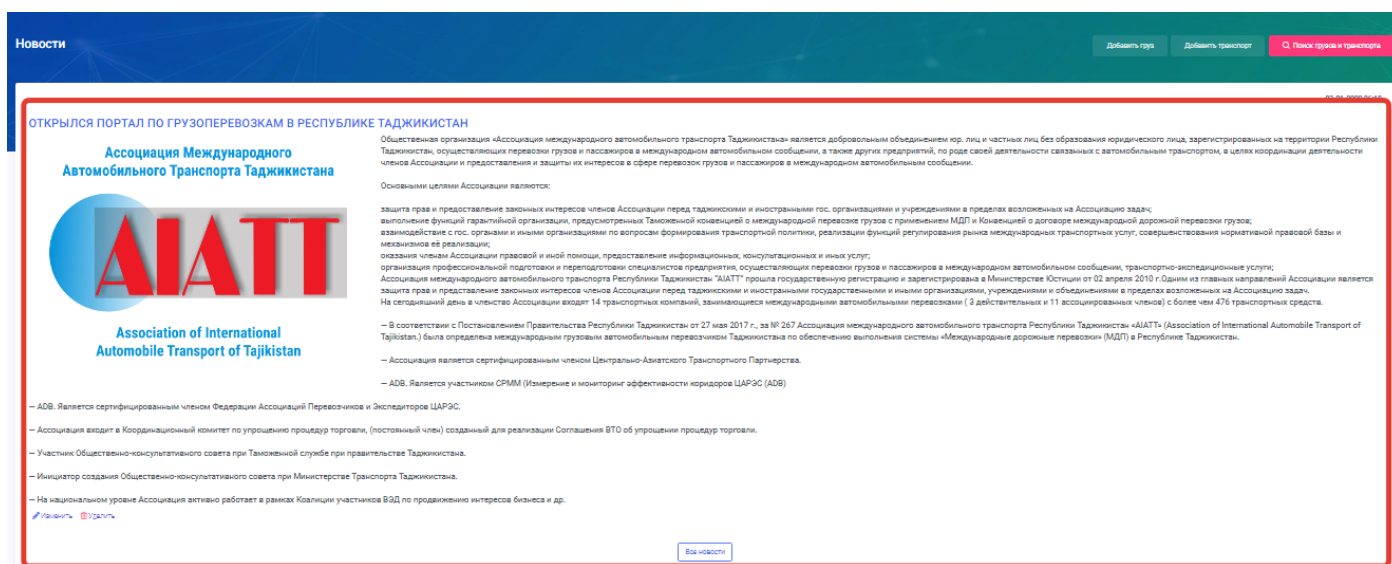 Новости
Добавить груз
Добавить транспорт
Поиск грузов и транспорта
ОТКРЫЛСЯ ПОРТАЛ ПО ГРУЗОПЕРЕВОЗКАМ В РЕСПУБЛИКЕ ТАДЖИКИСТАН
Ассоциация Международного
Автомобильного Транспорта Таджикистана
AIATT
Association of International
Automobile Transport of Tajikistan
Общественная организация «Ассоциация международного автомобильного транспорта Таджикистана» является добровольным объединением юр. лиц и частных лиц без образования юридического лица, зарегистрированных на территории Республики
Таджикистан, осуществляющих перевозки грузов и пассажиров в международном автомобильном сообщении, а также других предприятий, по роде своей деятельности связанных с автомобильным транспортом, в целях координации деятельности
членов Ассоциации и предоставления и защиты их интересов в сфере перевозок грузов и пассажиров в международном автомобильным сообщении.
Основными целями Ассоциации являются:
защита прав и предоставление законных интересов членов Ассоциации перед таджикскими и иностранными гос. организациями и учреждениями в пределах возложенных на Ассоциацию задач;
выполнение функций гарантийной организации, предусмотренных Таможенной конвенцией о международной перевозке грузов с применением МДП и Конвенцией о договоре международной дорожной перевозки грузов;
взаимодействие с гос. органами и иными организациями по вопросам формирования транспортной политики, реализации функций регулирования рынка международных транспортных услуг, совершенствования нормативной правовой базы и
механизмов её реализации;
оказания членам Ассоциации правовой и иной помощи, предоставление информационных, консультационных и иных услуг;
организация профессиональной подготовки и переподготовки специалистов предприятия, осуществляющих перевозки грузов и пассажиров в международном автомобильном сообщении, транспортно-экспедиционные услуги;
Ассоциация международного автомобильного транспорта Республики Таджикистан "AIATT" прошла государственную регистрацию и зарегистрирована в Министерстве Юстиции от 02 апреля 2010 г.Одним из главных направлений Ассоциации является
защита прав и представление законных интересов членов Ассоциации перед таджикскими и иностранными государственными и иными организациями, учреждениями и объединениями в пределах возложенных на Ассоциацию задач.
На сегодняшний день в членство Ассоциации входят 14 транспортных компаний, занимающиеся международными автомобильными перевозками ( 3 действительных и 11 ассоциированных членов) с более чем 476 транспортных средств.
— В соответствии с Постановлением Правительства Республики Таджикистан от 27 мая 2017 г., за № 267 Ассоциация международного автомобильного транспорта Республики Таджикистан «AIATT» (Association of International Automobile Transport of
Tajikistan.) была определена международным грузовым автомобильным перевозчиком Таджикистана по обеспечению выполнения системы «Международные дорожные перевозки» (МДП) в Республике Таджикистан.
— Ассоциация является сертифицированным членом Центрально-Азиатского Транспортного Партнерства.
— ADB. Является участником CPMM (Измерение и мониторинг эффективности коридоров ЦАРЭС (ADB)
— ADB. Является сертифицированным членом Федерации Ассоциаций Перевозчиков и Экспедиторов ЦАРЭС.
— Ассоциация входит в Координационный комитет по упрощению процедур торговли, (постоянный член) созданный для реализации Соглашения ВТО об упрощении процедур торговли.
— Участник Общественно-консультативного совета при Таможенной службе при правительстве Таджикистана.
— Инициатор создания Общественно-консультативного совета при Министерстве Транспорта Таджикистана.
— На национальном уровне Ассоциация активно работает в рамках Коалиции участников ВЭД по продвижению интересов бизнеса и др.
Изменить Удалить
Все новости